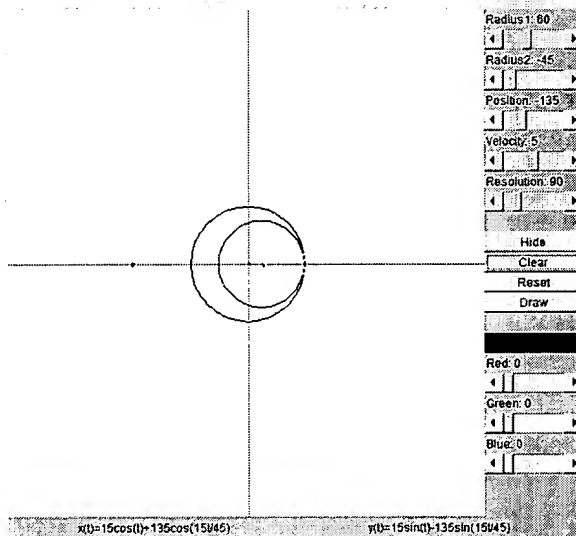 Radius1: 60
Radius2: -45
Position: -135
Velocity: 5
Resolution: 90
Hide
Clear
Reset
Draw
Red: 0
Green: 0
Blue: 0
x(t)=15cos(t)+135cos(15t/45)
y(t)=15sin(t)-135sin(15t/45)